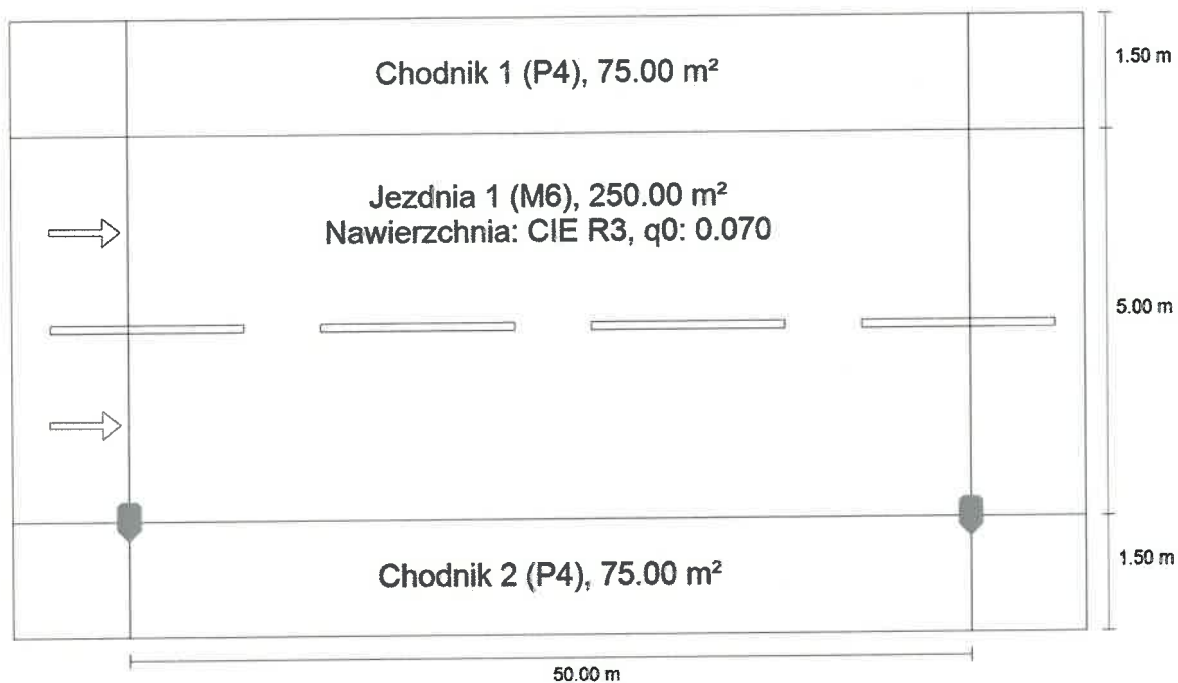 Chodnik 1 (P4), 75.00 m²
1.50 m
Jezdnia 1 (M6), 250.00 m²
Nawierzchnia: CIE R3, q0: 0.070
5.00 m
Chodnik 2 (P4), 75.00 m²
1.50 m
50.00 m